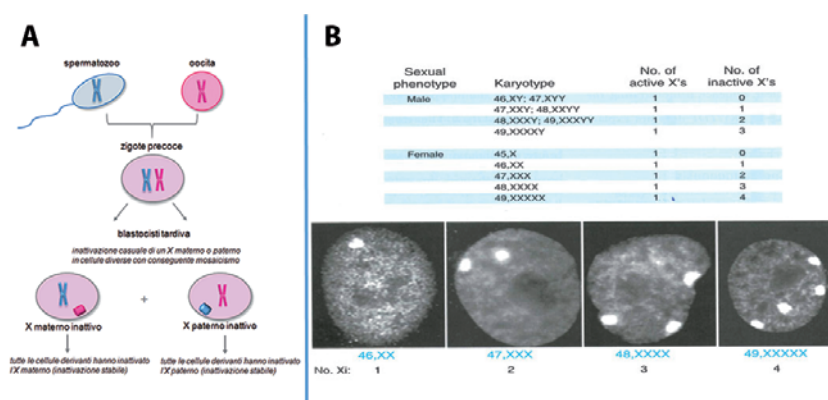 A
spermatozoo
oocita
zigote precoce
blastocisti tardiva
inattivazione casuale di un X materno o paterno
in cellule diverse con conseguente mosaicismo
+
X materno inattivo
X paterno inattivo
tutte le cellule derivanti hanno inattivato
l'X materno (inattivazione stabile)
tutte le cellule derivanti hanno inattivato
l'X paterno (inattivazione stabile)
B
Sexual phenotype Karyotype No. of active X's No. of inactive X's
Male 46,XY; 47,XYY 1 0
47,XXY; 48,XXYY 1 1
48,XXXY; 49,XXXYY 1 2
49,XXXXY 1 3
Female 45,X 1 0
46,XX 1 1
47,XXX 1 2
48,XXXX 1 3
49,XXXXX 1 4
46,XX 47,XXX 48,XXXX 49,XXXXX
No. Xi: 1 2 3 4